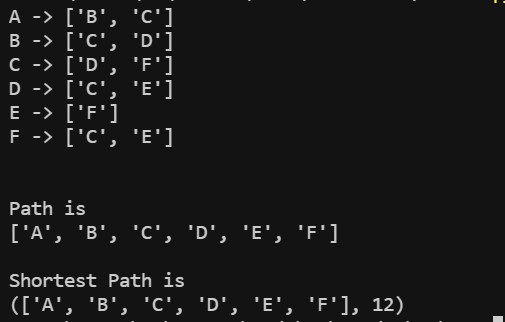 A -> ['B', 'C']
B -> ['C', 'D']
C -> ['D', 'F']
D -> ['C', 'E']
E -> ['F']
F -> ['C', 'E']
Path is
['A', 'B', 'C', 'D', 'E', 'F']
Shortest Path is
(['A', 'B', 'C', 'D', 'E', 'F'], 12)